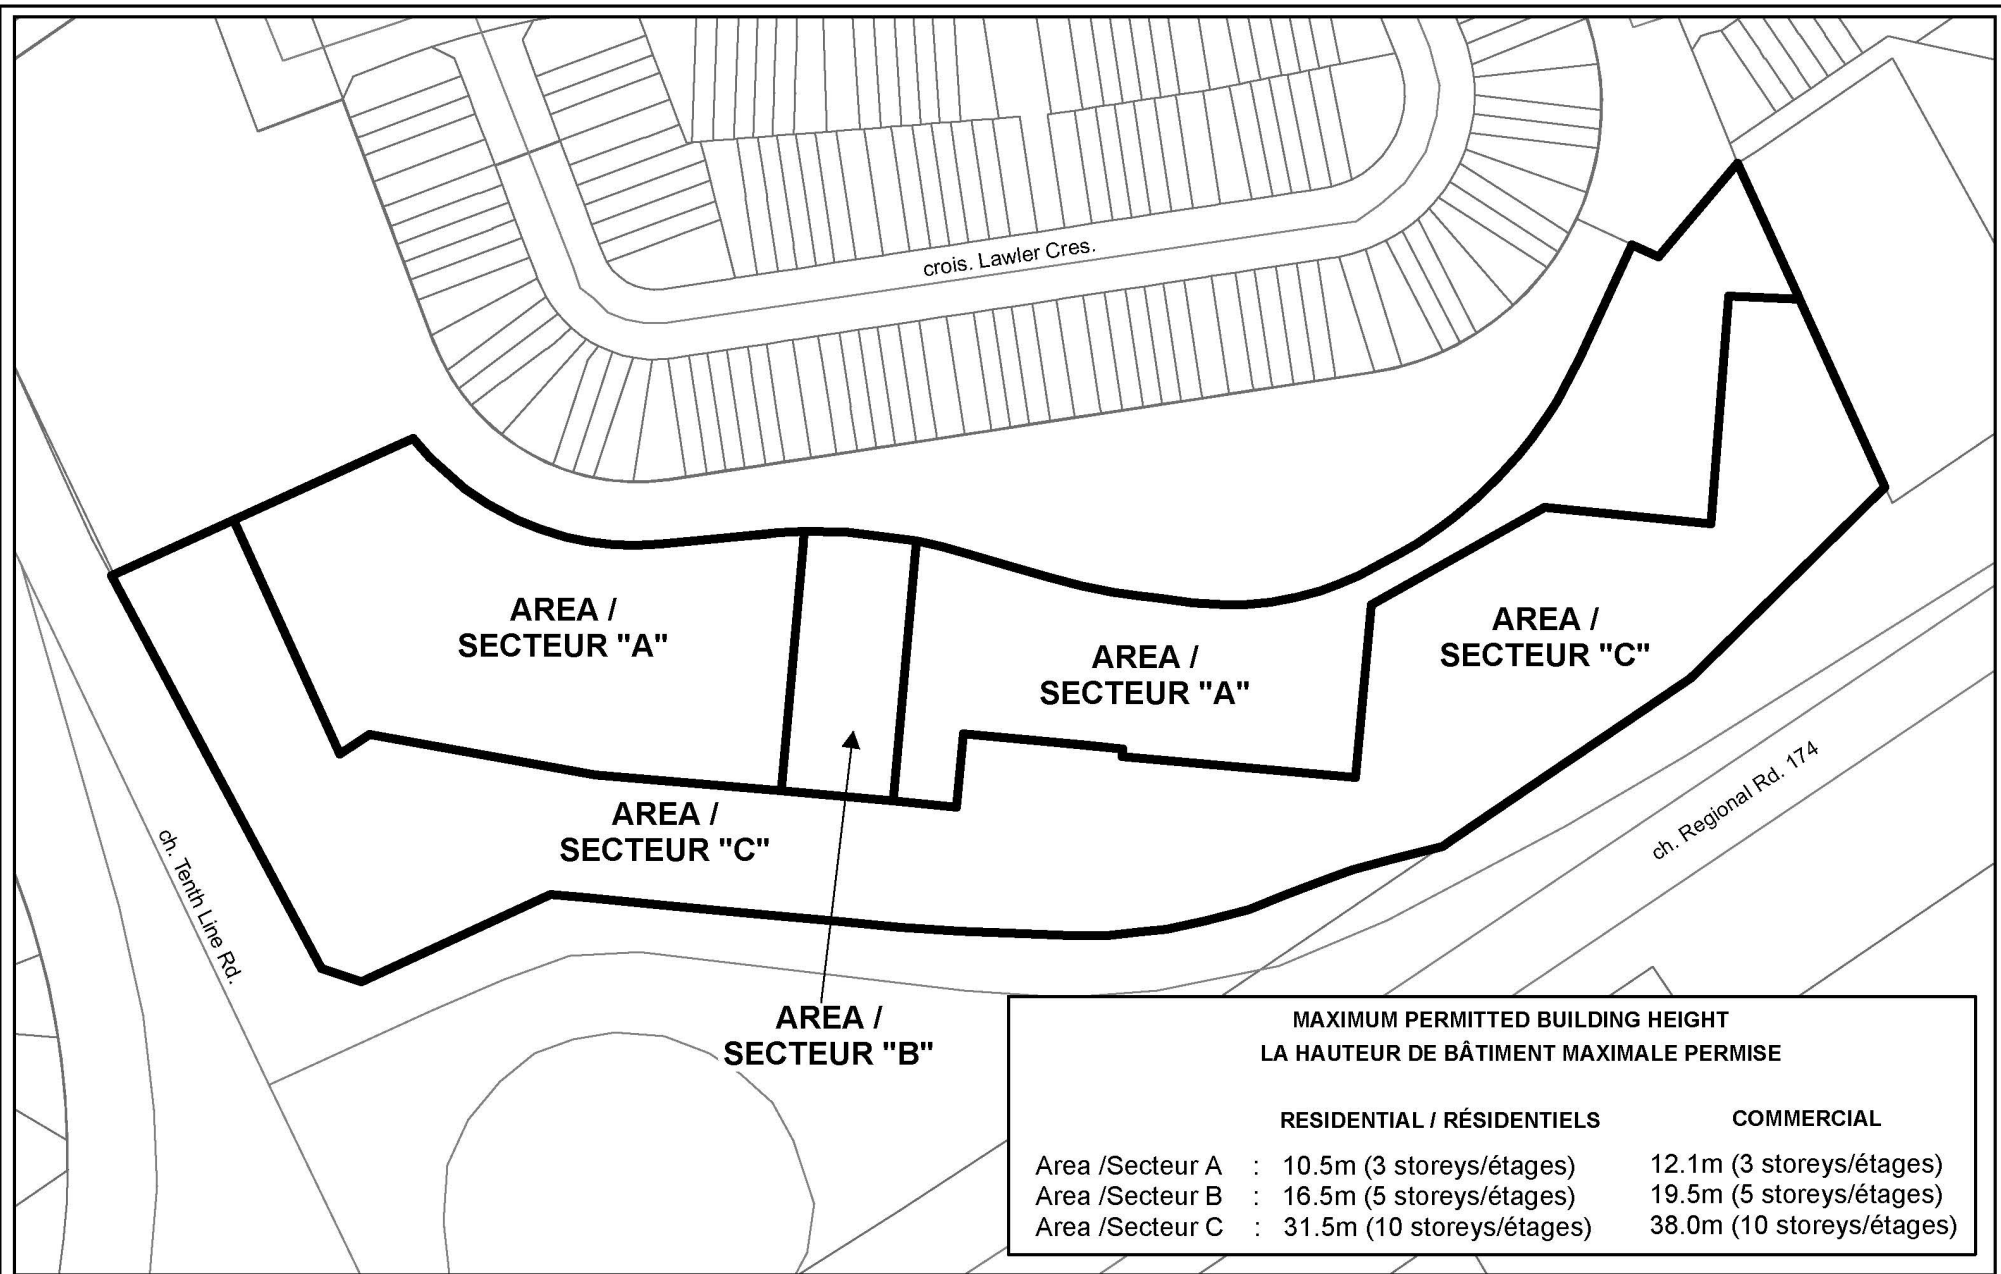 crois. Lawler Cres.
AREA /
SECTEUR "A"
AREA /
SECTEUR "A"
AREA /
SECTEUR "C"
AREA /
SECTEUR "C"
ch. Tenth Line Rd.
ch. Regional Rd. 174
AREA /
SECTEUR "B"
MAXIMUM PERMITTED BUILDING HEIGHT
LA HAUTEUR DE BÂTIMENT MAXIMALE PERMISE
RESIDENTIAL / RÉSIDENTIELS COMMERCIAL
Area /Secteur A : 10.5m (3 storeys/étages) 12.1m (3 storeys/étages)
Area /Secteur B : 16.5m (5 storeys/étages) 19.5m (5 storeys/étages)
Area /Secteur C : 31.5m (10 storeys/étages) 38.0m (10 storeys/étages)